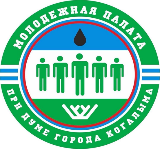 МОЛОДЕЖНАЯ ПАЛАТА
ПРИ ДУМЕ ГОРОДА КОГАЛЫМА